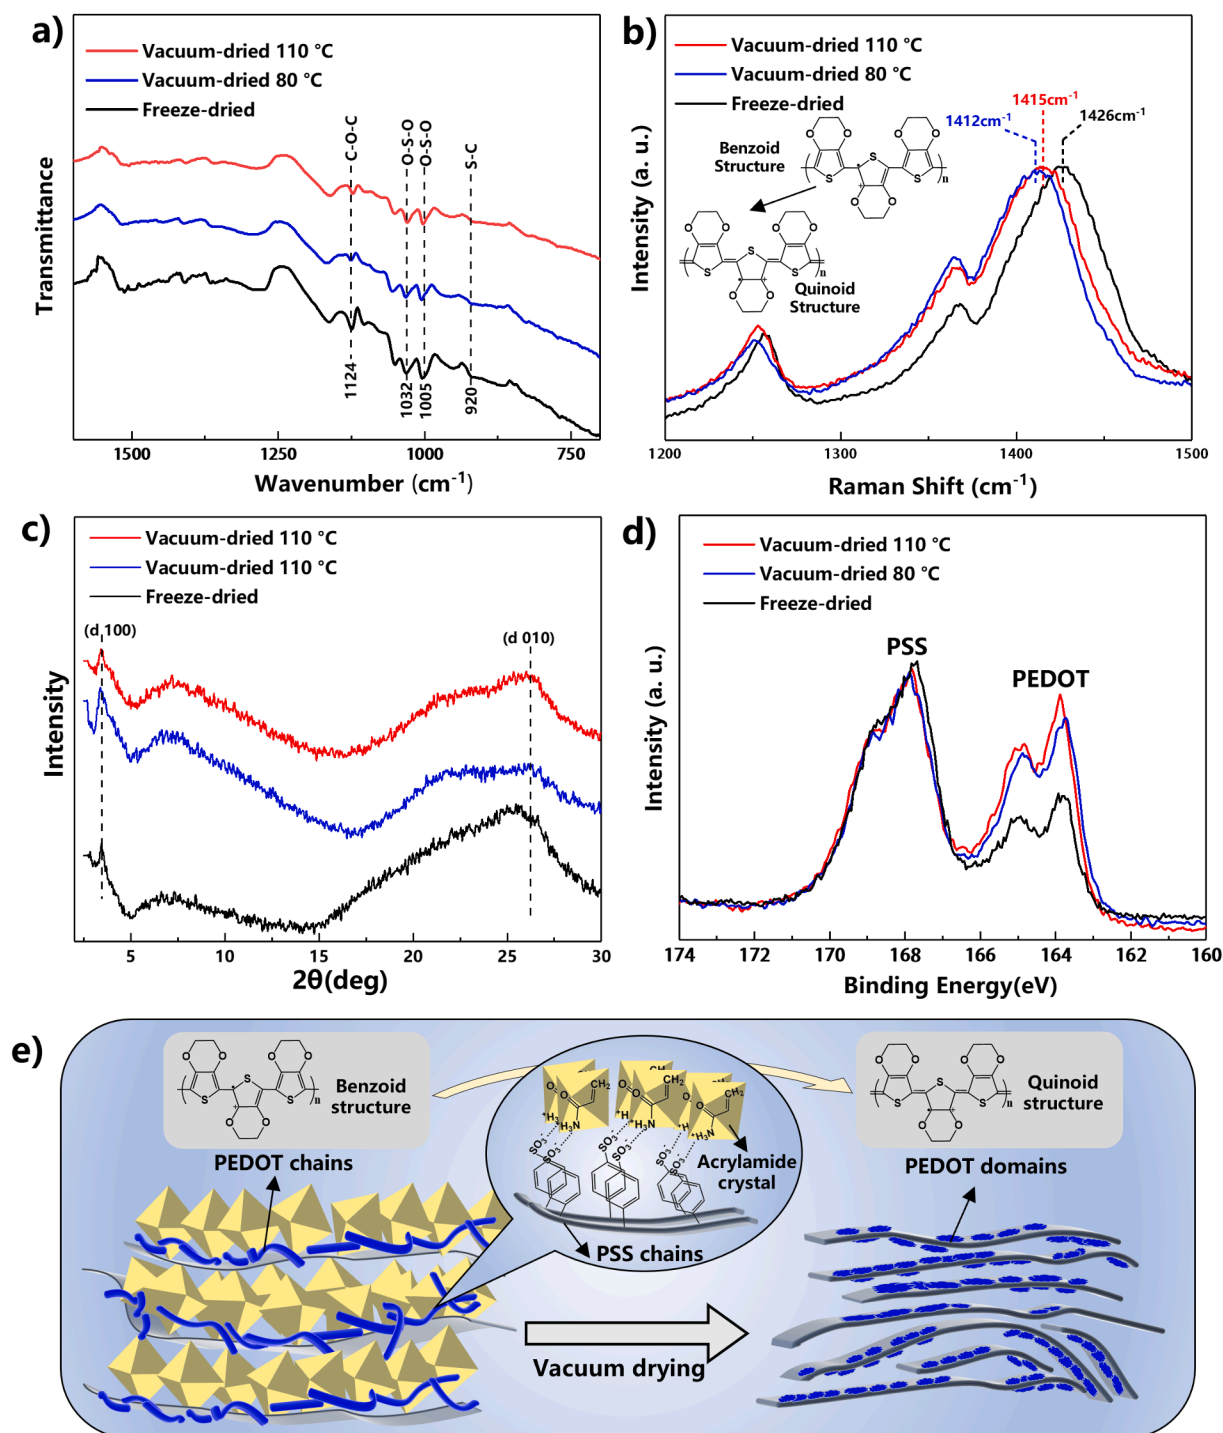 a)
Vacuum-dried 110 °C
Vacuum-dried 80 °C
Freeze-dried
C-O-C
O-S-O
O-S-O
S-C
1124
1032
1005
920
Transmittance
1500
1250
1000
750
Wavenumber (cm⁻¹)
b)
Vacuum-dried 110 °C
Vacuum-dried 80 °C
Freeze-dried
1415cm⁻¹
1412cm⁻¹
1426cm⁻¹
Benzoid
Structure
Quinoid
Structure
Intensity (a. u.)
1200
1300
1400
1500
Raman Shift (cm⁻¹)
c)
Vacuum-dried 110 °C
Vacuum-dried 110 °C
Freeze-dried
(d 100)
(d 010)
Intensity
5
10
15
20
25
30
2θ(deg)
d)
Vacuum-dried 110 °C
Vacuum-dried 80 °C
Freeze-dried
PSS
PEDOT
Intensity (a. u.)
174
172
170
168
166
164
162
160
Binding Energy(eV)
e)
Benzoid
structure
PEDOT chains
Acrylamide
crystal
PSS chains
Quinoid
structure
PEDOT domains
Vacuum drying